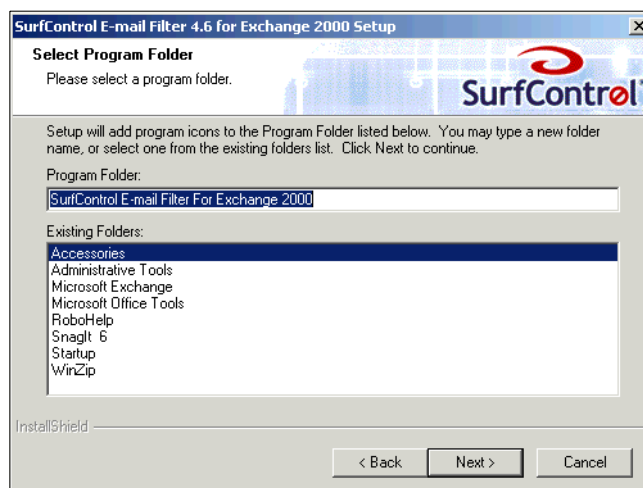 SurfControl E-mail Filter 4.6 for Exchange 2000 Setup
Select Program Folder
Please select a program folder.
SurfControl
Setup will add program icons to the Program Folder listed below. You may type a new folder
name, or select one from the existing folders list. Click Next to continue.
Program Folder:
SurfControl E-mail Filter For Exchange 2000
Existing Folders:
Accessories
Administrative Tools
Microsoft Exchange
Microsoft Office Tools
RoboHelp
SnagIt 6
Startup
WinZip
InstallShield
< Back Next > Cancel